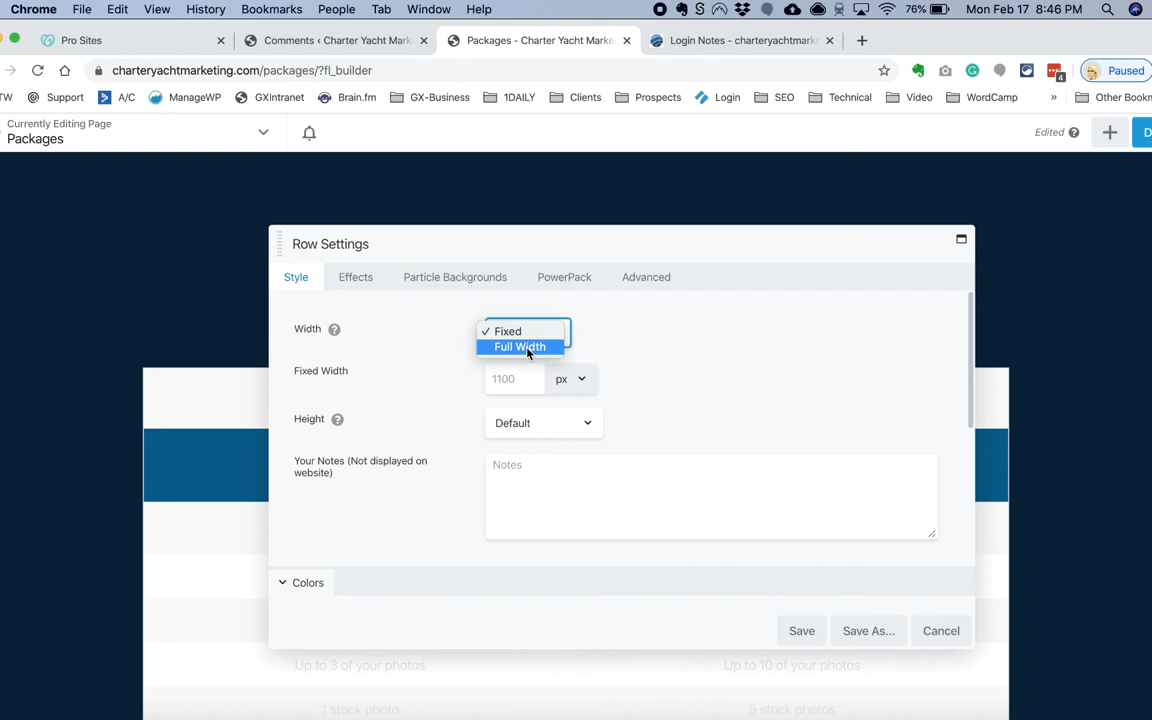 Chrome File Edit View History Bookmarks People Tab Window Help 76% Mon Feb 17 8:46 PM
Pro Sites Comments ‹ Charter Yacht Mark Packages - Charter Yacht Marke Login Notes - charteryachtmark
charteryachtmarketing.com/packages/?fl_builder 4 Paused
TW Support A/C ManageWP GXIntranet Brain.fm GX-Business 1DAILY Clients Prospects Login SEO Technical Video WordCamp » Other Bookm
Currently Editing Page
Packages
Edited ? + D
Row Settings
Style Effects Particle Backgrounds PowerPack Advanced
Width ? ✓ Fixed
Full Width
Fixed Width 1100 px
Height ? Default
Your Notes (Not displayed on website) Notes
Colors
Save Save As... Cancel
Up to 3 of your photos Up to 10 of your photos
1 stock photo 5 stock photos